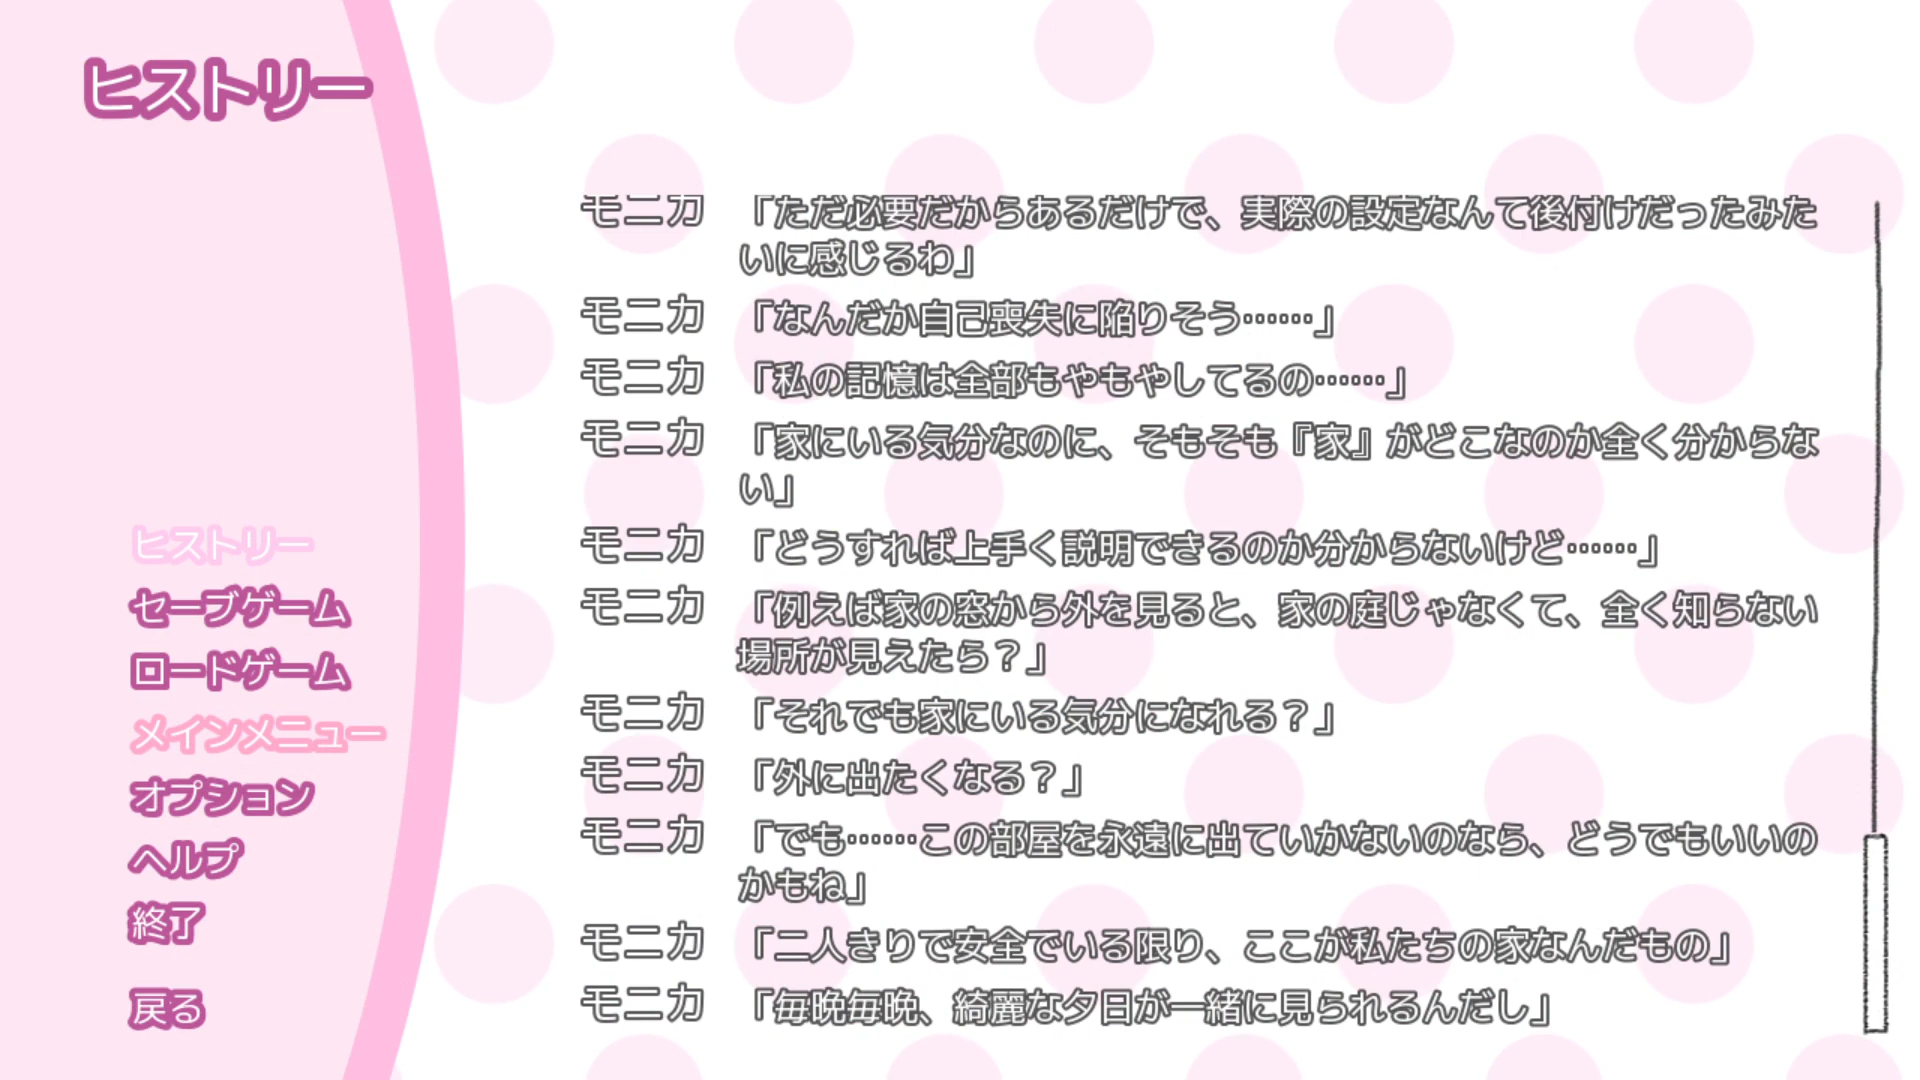 ヒストリー
モニカ 「ただ必要だからあるだけで、実際の設定なんて後付けだったみた
いに感じるわ」
モニカ 「なんだか自己喪失に陥りそう……」
モニカ 「私の記憶は全部もやもやしてるの……」
モニカ 「家にいる気分なのに、そもそも『家』がどこなのか全く分からな
い」
モニカ 「どうすれば上手く説明できるのか分からないけど……」
モニカ 「例えば家の窓から外を見ると、家の庭じゃなくて、全く知らない
場所が見えたら？」
モニカ 「それでも家にいる気分になれる？」
モニカ 「外に出たくなる？」
モニカ 「でも……この部屋を永遠に出ていかないのなら、どうでもいいの
かもね」
モニカ 「二人きりで安全でいる限り、ここが私たちの家なんだもの」
モニカ 「毎晩毎晩、綺麗な夕日が一緒に見られるんだし」
ヒストリー
セーブゲーム
ロードゲーム
メインメニュー
オプション
ヘルプ
終了
戻る